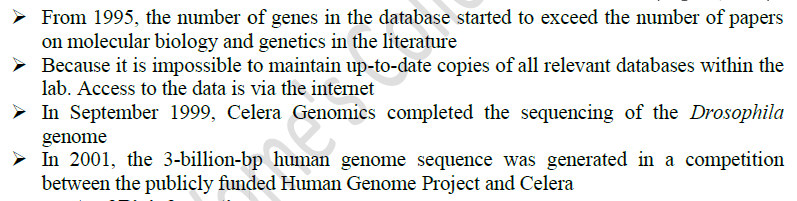 ➢ From 1995, the number of genes in the database started to exceed the number of papers
on molecular biology and genetics in the literature
➢ Because it is impossible to maintain up-to-date copies of all relevant databases within the
lab. Access to the data is via the internet
➢ In September 1999, Celera Genomics completed the sequencing of the Drosophila
genome
➢ In 2001, the 3-billion-bp human genome sequence was generated in a competition
between the publicly funded Human Genome Project and Celera